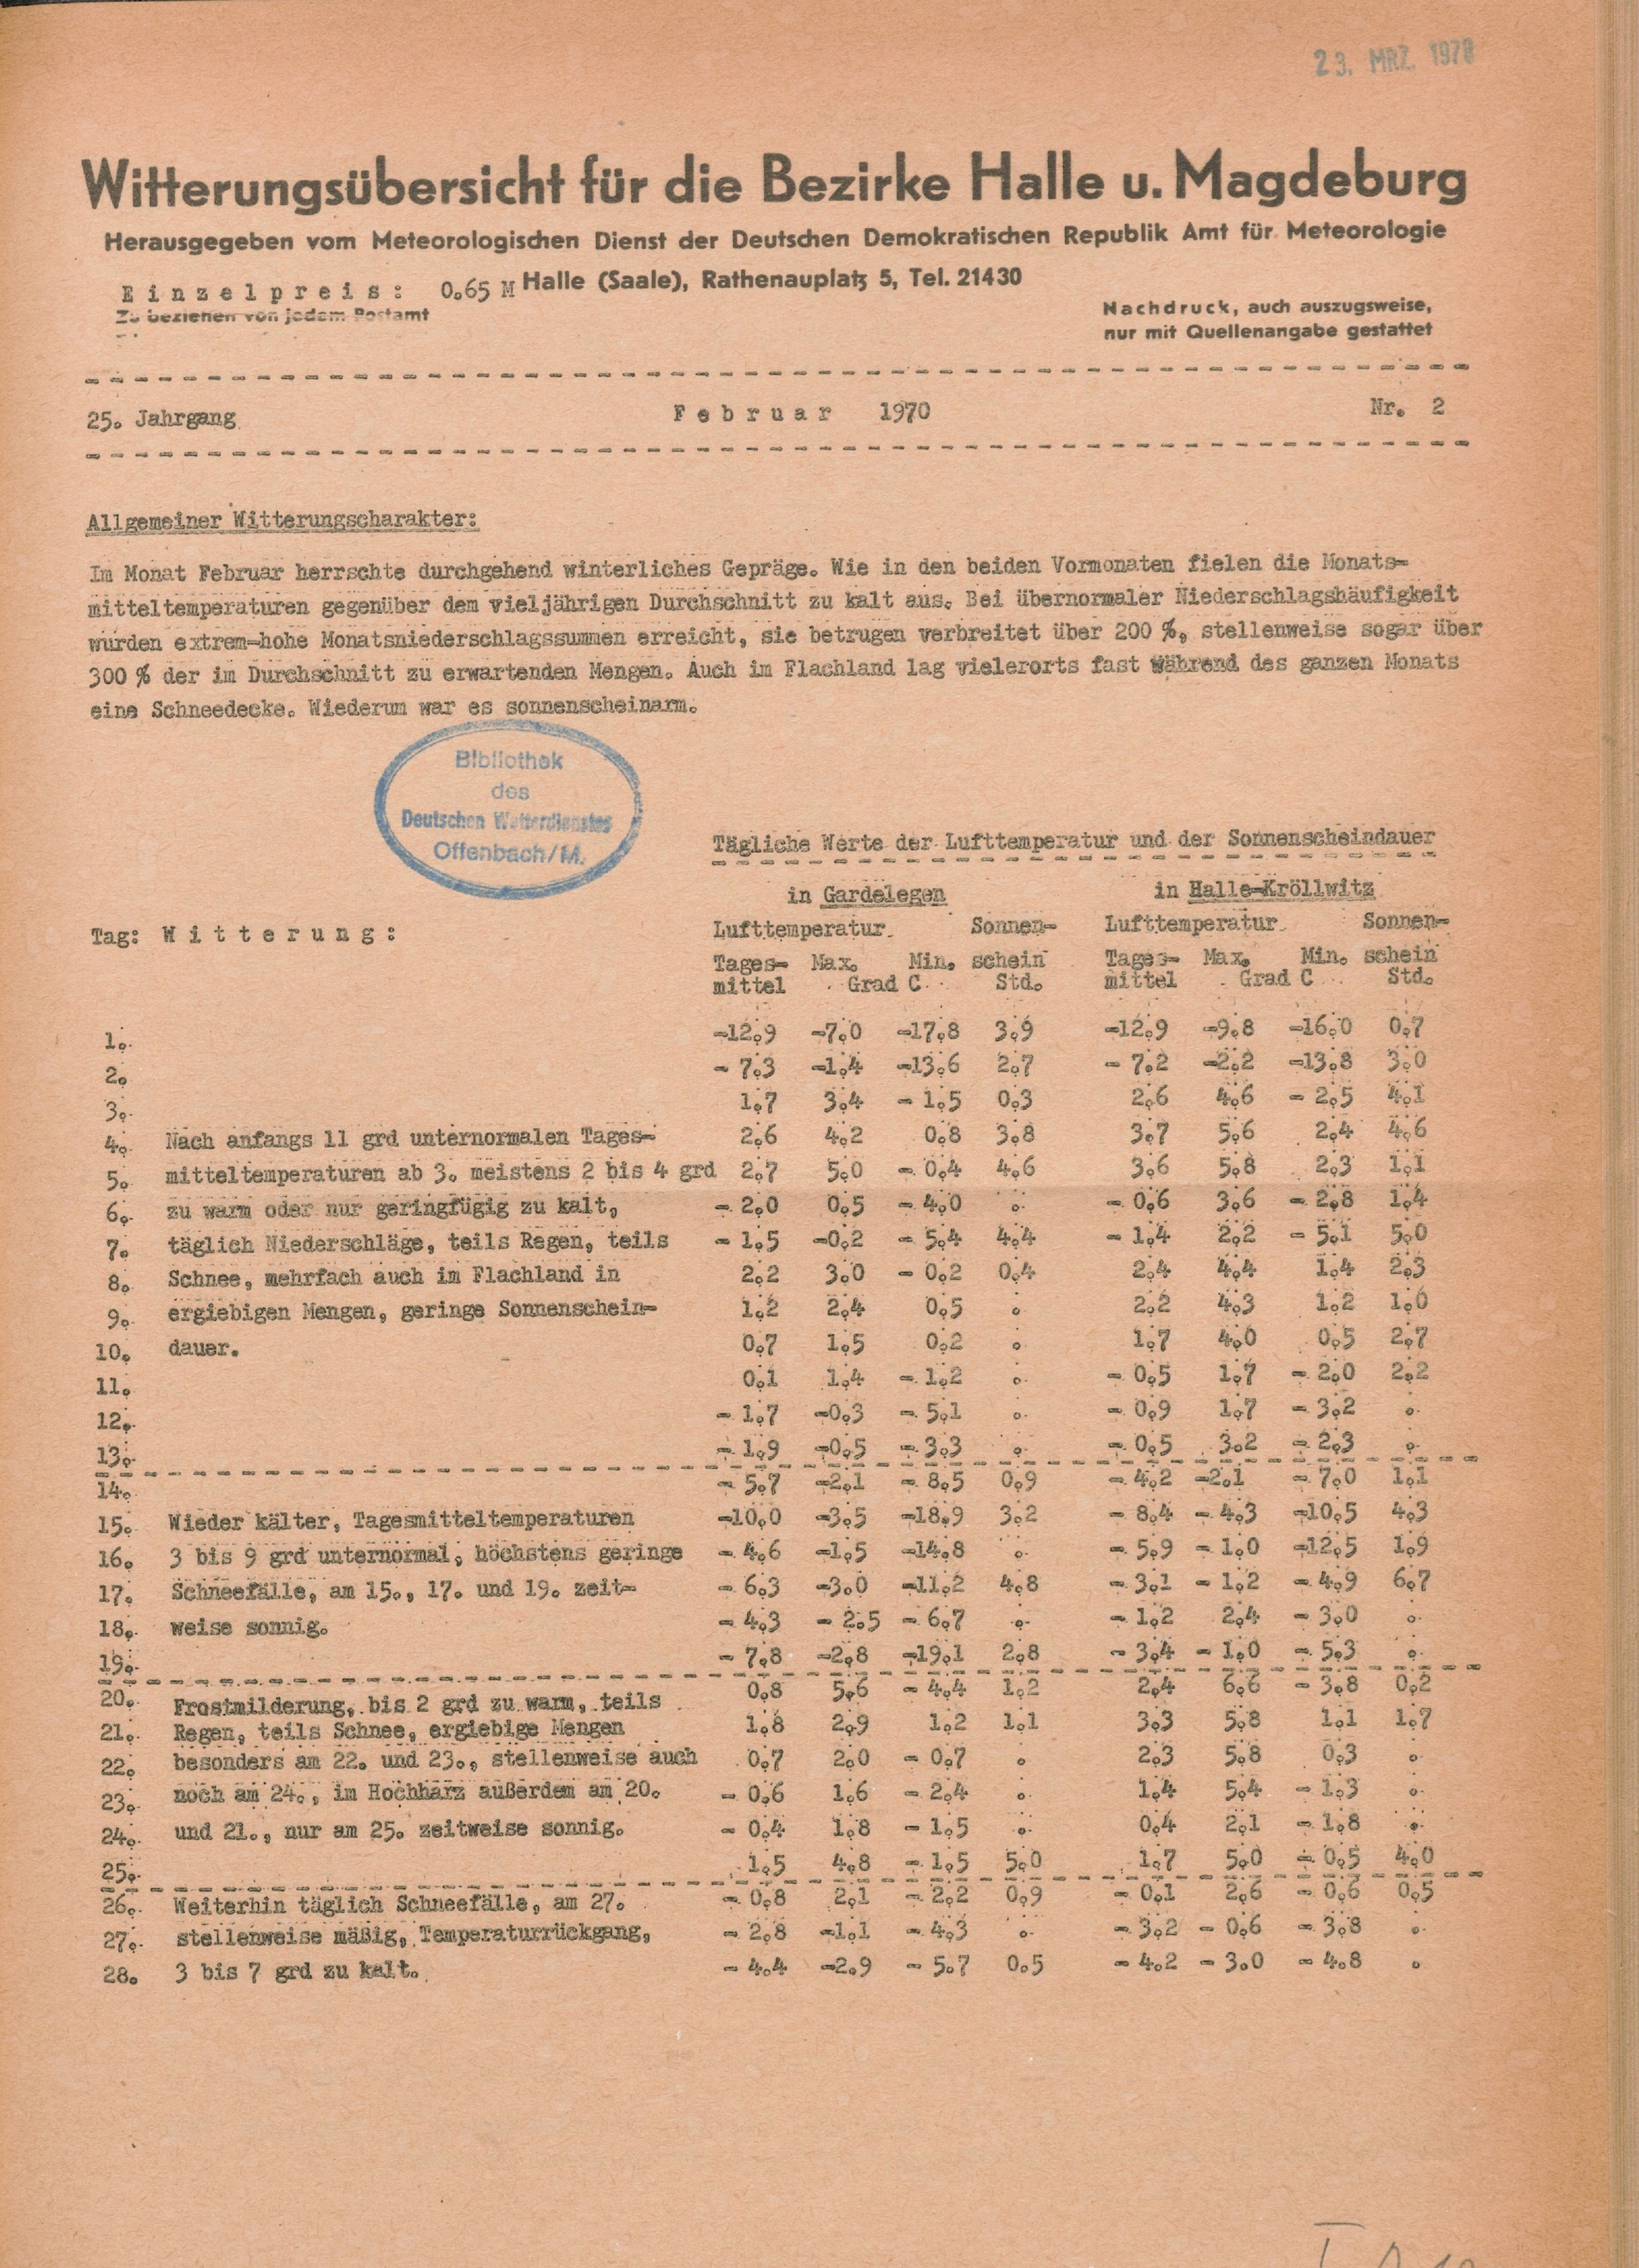 23. MRZ. 1970
Witterungsübersicht für die Bezirke Halle u. Magdeburg
Herausgegeben vom Meteorologischen Dienst der Deutschen Demokratischen Republik Amt für Meteorologie
Halle (Saale), Rathenauplatz 5, Tel. 21430
Einzelpreis: 0.65 M
Zu beziehen von jedem Postamt
Nachdruck, auch auszugsweise,
nur mit Quellenangabe gestattet
25. Jahrgang Februar 1970 Nr. 2
Allgemeiner Witterungscharakter:
Im Monat Februar herrschte durchgehend winterliches Gepräge. Wie in den beiden Vormonaten fielen die Monats-
mitteltemperaturen gegenüber dem vieljährigen Durchschnitt zu kalt aus. Bei übernormaler Niederschlagshäufigkeit
wurden extrem-hohe Monatsniederschlagssummen erreicht, sie betrugen verbreitet über 200 %, stellenweise sogar über
300 % der im Durchschnitt zu erwartenden Mengen. Auch im Flachland lag vielerorts fast während des ganzen Monats
eine Schneedecke. Wiederum war es sonnenscheinarm.
Bibliothek
des
Deutschen Wetterdienstes
Offenbach/M.
Tägliche Werte der Lufttemperatur und der Sonnenscheindauer
in Gardelegen in Halle-Kröllwitz
Tag: Witterung: Lufttemperatur Sonnen- Lufttemperatur Sonnen-
Tages- Max. Min. schein Tages- Max. Min. schein
mittel Grad C Std. mittel Grad C Std.
1. -12.9 -7.0 -17.8 3.9 -12.9 -9.8 -16.0 0.7
2. - 7.3 -1.4 -13.6 2.7 - 7.2 -2.2 -13.8 3.0
3. 1.7 3.4 - 1.5 0.3 2.6 4.6 - 2.5 4.1
4. Nach anfangs 11 grd unternormalen Tages- 2.6 4.2 0.8 3.8 3.7 5.6 2.4 4.6
5. mitteltemperaturen ab 3. meistens 2 bis 4 grd 2.7 5.0 - 0.4 4.6 3.6 5.8 2.3 1.1
6. zu warm oder nur geringfügig zu kalt, - 2.0 0.5 - 4.0 . - 0.6 3.6 - 2.8 1.4
7. täglich Niederschläge, teils Regen, teils - 1.5 -0.2 - 5.4 4.4 - 1.4 2.2 - 5.1 5.0
8. Schnee, mehrfach auch im Flachland in 2.2 3.0 - 0.2 0.4 2.4 4.4 1.4 2.3
9. ergiebigen Mengen, geringe Sonnenschein- 1.2 2.4 0.5 . 2.2 4.3 1.2 1.0
10. dauer. 0.7 1.5 0.2 . 1.7 4.0 0.5 2.7
11. 0.1 1.4 - 1.2 . - 0.5 1.7 - 2.0 2.2
12. - 1.7 -0.3 - 5.1 . - 0.9 1.7 - 3.2 .
13. - 1.9 -0.5 - 3.3 . - 0.5 3.2 - 2.3 .
14. - 5.7 -2.1 - 8.5 0.9 - 4.2 -2.1 - 7.0 1.1
15. Wieder kälter, Tagesmitteltemperaturen -10.0 -3.5 -18.9 3.2 - 8.4 - 4.3 -10.5 4.3
16. 3 bis 9 grd unternormal, höchstens geringe - 4.6 -1.5 -14.8 . - 5.9 - 1.0 -12.5 1.9
17. Schneefälle, am 15., 17. und 19. zeit- - 6.3 -3.0 -11.2 4.8 - 3.1 - 1.2 - 4.9 6.7
18. weise sonnig. - 4.3 - 2.5 - 6.7 . - 1.2 2.4 - 3.0 .
19. - 7.8 -2.8 -19.1 2.8 - 3.4 - 1.0 - 5.3 .
20. Frostmilderung, bis 2 grd zu warm, teils 0.8 5.6 - 4.4 1.2 2.4 6.6 - 3.8 0.2
21. Regen, teils Schnee, ergiebige Mengen 1.8 2.9 1.2 1.1 3.3 5.8 1.1 1.7
22. besonders am 22. und 23., stellenweise auch 0.7 2.0 - 0.7 . 2.3 5.8 0.3 .
23. noch am 24., im Hochharz außerdem am 20. - 0.6 1.6 - 2.4 . 1.4 5.4 - 1.3 .
24. und 21., nur am 25. zeitweise sonnig. - 0.4 1.8 - 1.5 . 0.4 2.1 - 1.8 .
25. 1.5 4.8 - 1.5 5.0 1.7 5.0 - 0.5 4.0
26. Weiterhin täglich Schneefälle, am 27. - 0.8 2.1 - 2.2 0.9 - 0.1 2.6 - 0.6 0.5
27. stellenweise mäßig, Temperaturrückgang, - 2.8 -1.1 - 4.3 . - 3.2 - 0.6 - 3.8 .
28. 3 bis 7 grd zu kalt. - 4.4 -2.9 - 5.7 0.5 - 4.2 - 3.0 - 4.8 .